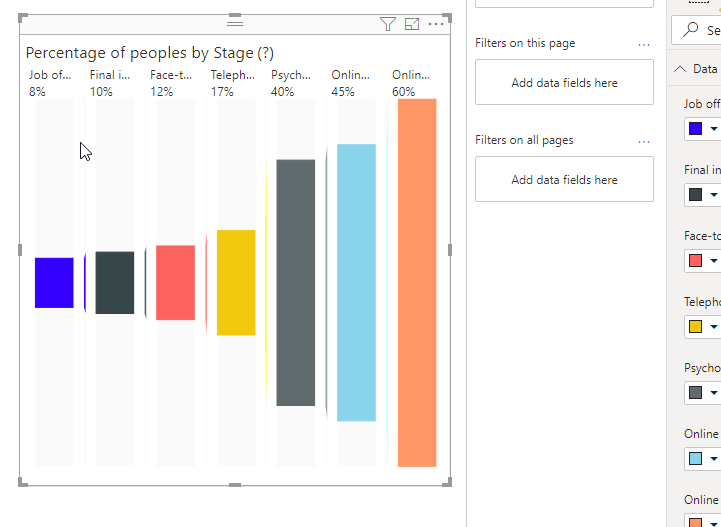 Se
Filters on this page
...
Data
Add data fields here
Percentage of peoples by Stage (?)
Job of... Final i... Face-t... Teleph... Psych... Onlin... Onlin...
8% 10% 12% 17% 40% 45% 60%
Job off
Filters on all pages
...
Final in
Add data fields here
Face-to
Telepho
Psycho
Online
Online